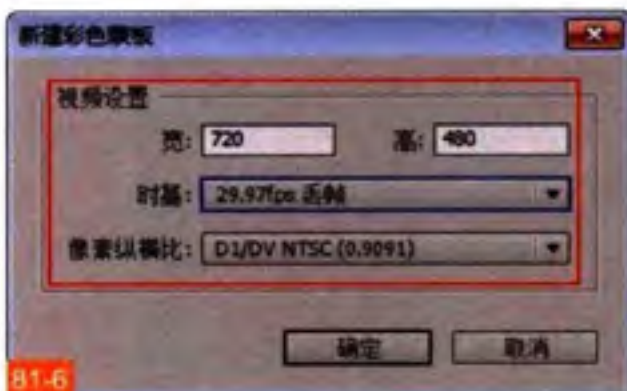 新建彩色蒙板
视频设置
宽: 720 高: 480
时基: 29.97fps 丢帧
像素纵横比: D1/DV NTSC (0.9091)
确定 取消
81-6